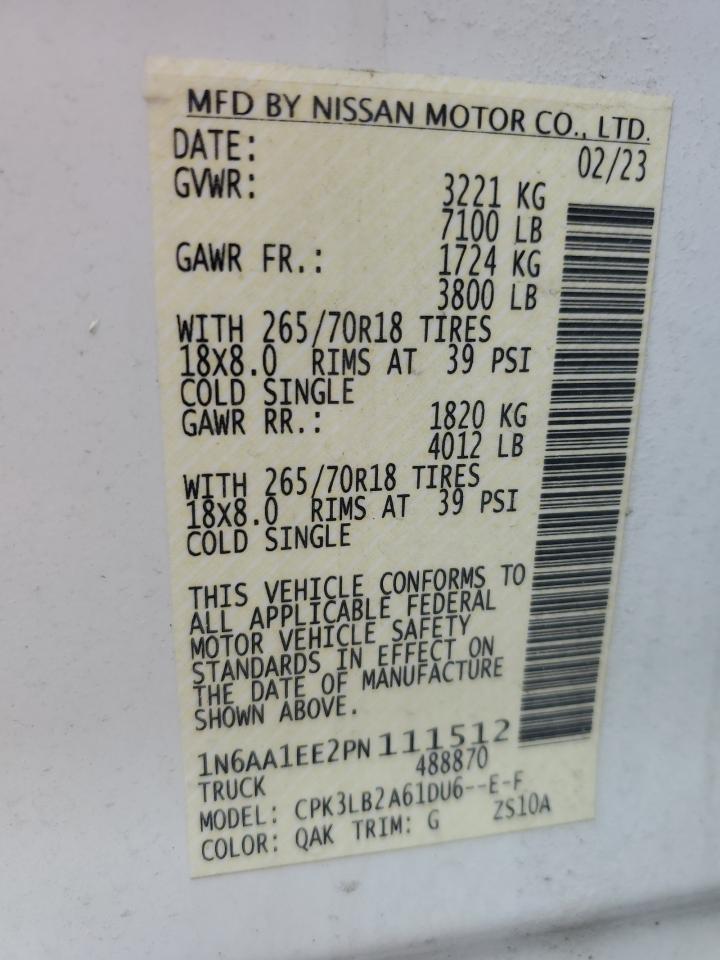 MFD BY NISSAN MOTOR CO., LTD.
DATE: 02/23
GVWR: 3221 KG
7100 LB
GAWR FR.: 1724 KG
3800 LB
WITH 265/70R18 TIRES
18X8.0 RIMS AT 39 PSI
COLD SINGLE
GAWR RR.: 1820 KG
4012 LB
WITH 265/70R18 TIRES
18X8.0 RIMS AT 39 PSI
COLD SINGLE
THIS VEHICLE CONFORMS TO
ALL APPLICABLE FEDERAL
MOTOR VEHICLE SAFETY
STANDARDS IN EFFECT ON
THE DATE OF MANUFACTURE
SHOWN ABOVE.
1N6AA1EE2PN111512
TRUCK 488870
MODEL: CPK3LB2A61DU6--E-F
COLOR: QAK TRIM: G ZS10A